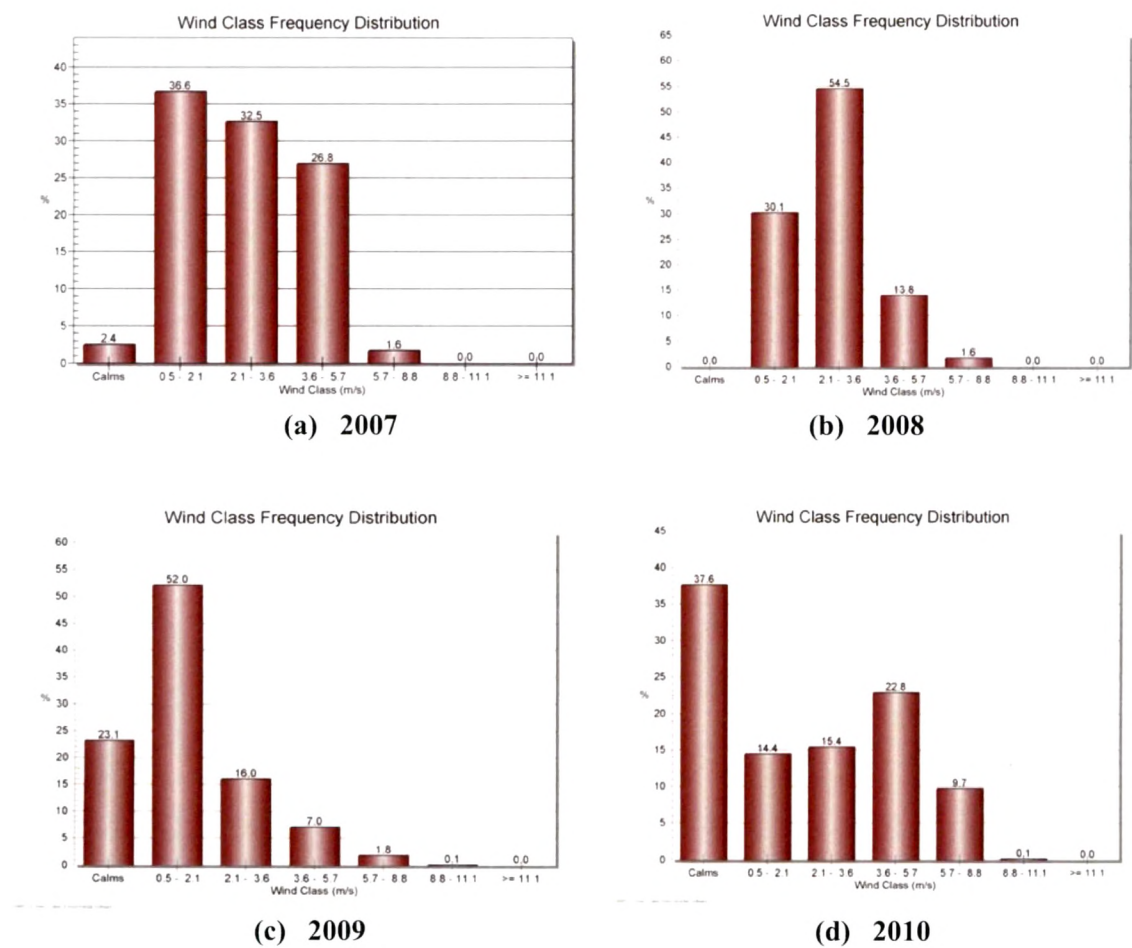 Wind Class Frequency Distribution
40
35
30
25
20
15
10
5
0
%
2.4
36.6
32.5
26.8
1.6
0.0
0.0
Calms
0.5 - 2.1
2.1 - 3.6
3.6 - 5.7
5.7 - 8.8
8.8 - 11.1
>= 11.1
Wind Class (m/s)
(a) 2007
Wind Class Frequency Distribution
65
60
55
50
45
40
35
30
25
20
15
10
5
0
%
0.0
30.1
54.5
13.8
1.6
0.0
0.0
Calms
0.5 - 2.1
2.1 - 3.6
3.6 - 5.7
5.7 - 8.8
8.8 - 11.1
>= 11.1
Wind Class (m/s)
(b) 2008
Wind Class Frequency Distribution
60
55
50
45
40
35
30
25
20
15
10
5
0
%
23.1
52.0
16.0
7.0
1.8
0.1
0.0
Calms
0.5 - 2.1
2.1 - 3.6
3.6 - 5.7
5.7 - 8.8
8.8 - 11.1
>= 11.1
Wind Class (m/s)
(c) 2009
Wind Class Frequency Distribution
45
40
35
30
25
20
15
10
5
0
%
37.6
14.4
15.4
22.8
9.7
0.1
0.0
Calms
0.5 - 2.1
2.1 - 3.6
3.6 - 5.7
5.7 - 8.8
8.8 - 11.1
>= 11.1
Wind Class (m/s)
(d) 2010